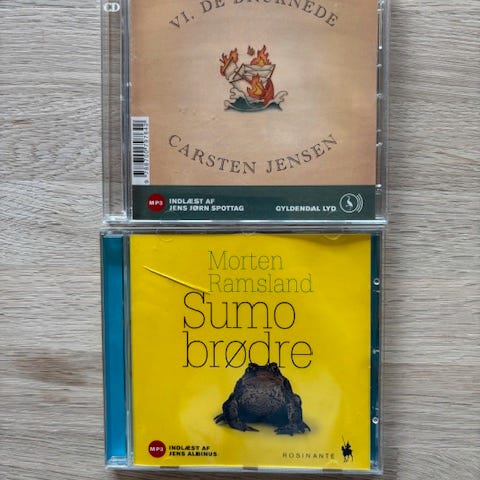 CD
VI, DE DRUKNEDE
CARSTEN JENSEN
MP3
INDLÆST AF
JENS JØRN SPOTTAG
GYLDENDAL LYD
Morten
Ramsland
Sumo
brødre
MP3
INDLÆST AF
JENS ALBINUS
ROSINANTE